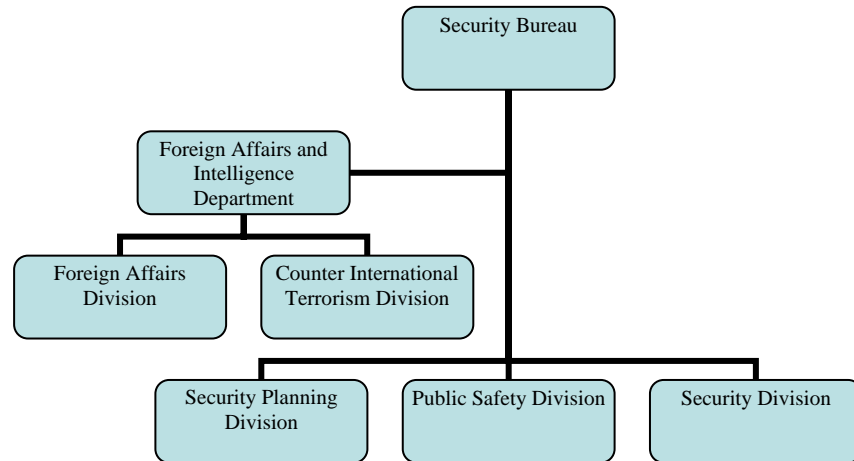 Security Bureau
Foreign Affairs and
Intelligence
Department
Foreign Affairs
Division
Counter International
Terrorism Division
Security Planning
Division
Public Safety Division
Security Division